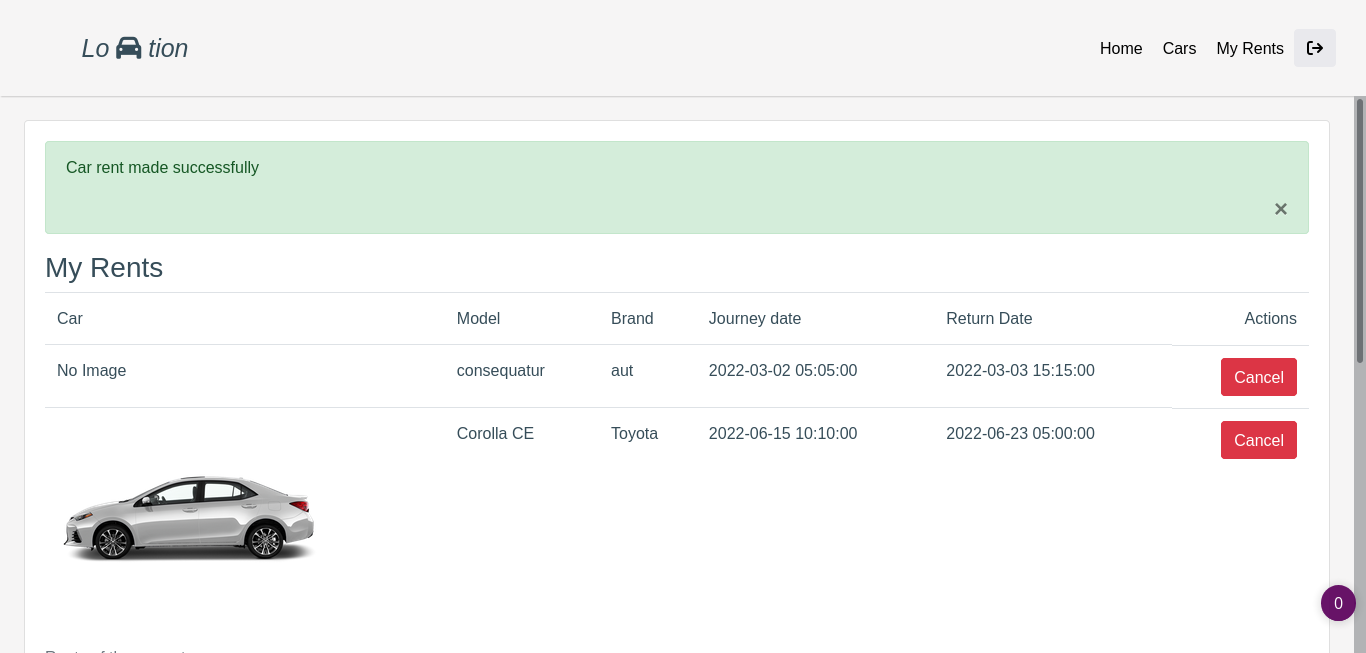 Lo tion
Home Cars My Rents
Car rent made successfully
×
My Rents
Car Model Brand Journey date Return Date Actions
No Image consequatur aut 2022-03-02 05:05:00 2022-03-03 15:15:00 Cancel
Corolla CE Toyota 2022-06-15 10:10:00 2022-06-23 05:00:00 Cancel
0